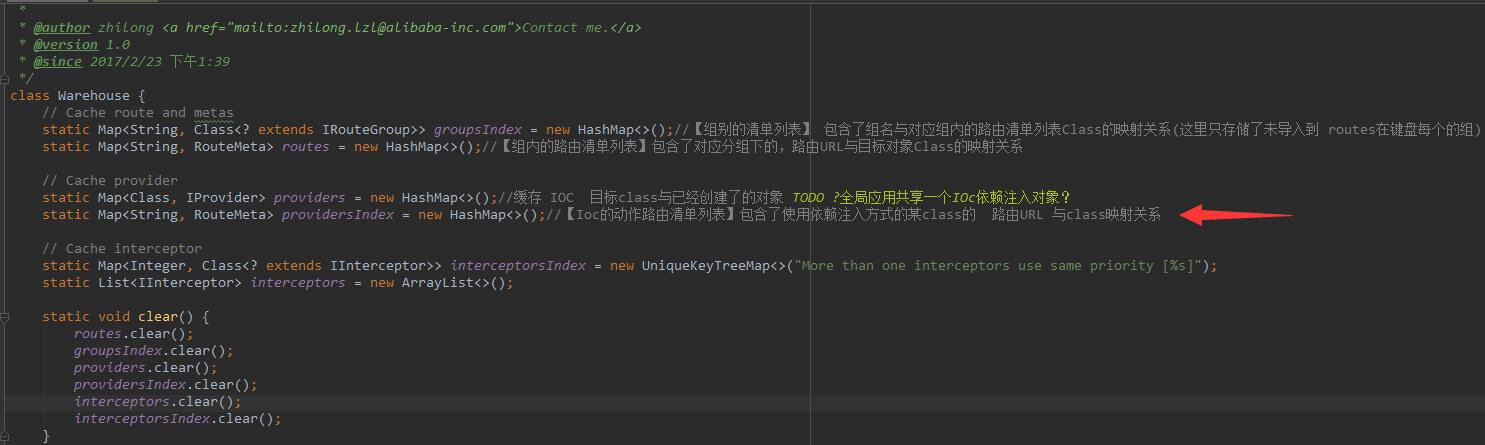 *
* @author zhilong <a href="mailto:zhilong.lzl@alibaba-inc.com">Contact me.</a>
* @version 1.0
* @since 2017/2/23 下午1:39
*/
class Warehouse {
// Cache route and metas
static Map<String, Class<? extends IRouteGroup>> groupsIndex = new HashMap<>();//【组别的清单列表】 包含了组名与对应组内的路由清单列表Class的映射关系(这里只存储了未导入到 routes在键盘每个的组)
static Map<String, RouteMeta> routes = new HashMap<>();//【组内的路由清单列表】包含了对应分组下的，路由URL与目标对象Class的映射关系
// Cache provider
static Map<Class, IProvider> providers = new HashMap<>();//缓存 IOC 目标class与已经创建了的对象 TODO ?全局应用共享一个IOc依赖注入对象？
static Map<String, RouteMeta> providersIndex = new HashMap<>();//【Ioc的动作路由清单列表】包含了使用依赖注入方式的某class的 路由URL 与class映射关系
// Cache interceptor
static Map<Integer, Class<? extends IInterceptor>> interceptorsIndex = new UniqueKeyTreeMap<>("More than one interceptors use same priority [%s]");
static List<IInterceptor> interceptors = new ArrayList<>();
static void clear() {
routes.clear();
groupsIndex.clear();
providers.clear();
providersIndex.clear();
interceptors.clear();
interceptorsIndex.clear();
}